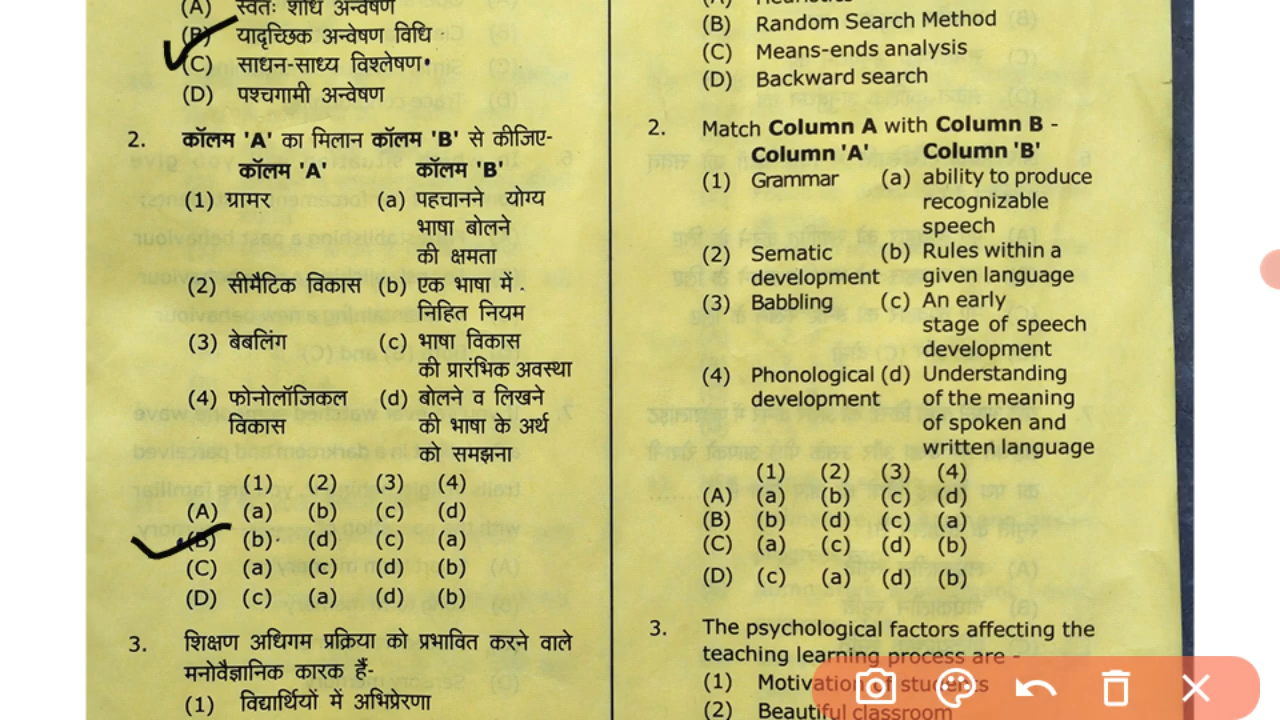 (A) स्वतः शोध अन्वेषण
(B) यादृच्छिक अन्वेषण विधि
(C) साधन-साध्य विश्लेषण
(D) पश्चगामी अन्वेषण
2. कॉलम 'A' का मिलान कॉलम 'B' से कीजिए-
कॉलम 'A' कॉलम 'B'
(1) ग्रामर (a) पहचानने योग्य
भाषा बोलने
की क्षमता
(2) सीमैटिक विकास (b) एक भाषा में
निहित नियम
(3) बेबलिंग (c) भाषा विकास
की प्रारंभिक अवस्था
(4) फोनोलॉजिकल (d) बोलने व लिखने
विकास की भाषा के अर्थ
को समझना
(1) (2) (3) (4)
(A) (a) (b) (c) (d)
(B) (b) (d) (c) (a)
(C) (a) (c) (d) (b)
(D) (c) (a) (d) (b)
3. शिक्षण अधिगम प्रक्रिया को प्रभावित करने वाले
मनोवैज्ञानिक कारक हैं-
(1) विद्यार्थियों में अभिप्रेरणा
(A) Heuristics
(B) Random Search Method
(C) Means-ends analysis
(D) Backward search
2. Match Column A with Column B -
Column 'A' Column 'B'
(1) Grammar (a) ability to produce
recognizable
speech
(2) Sematic (b) Rules within a
development given language
(3) Babbling (c) An early
stage of speech
development
(4) Phonological (d) Understanding
development of the meaning
of spoken and
written language
(1) (2) (3) (4)
(A) (a) (b) (c) (d)
(B) (b) (d) (c) (a)
(C) (a) (c) (d) (b)
(D) (c) (a) (d) (b)
3. The psychological factors affecting the
teaching learning process are -
(1) Motivation of students
(2) Beautiful classroom